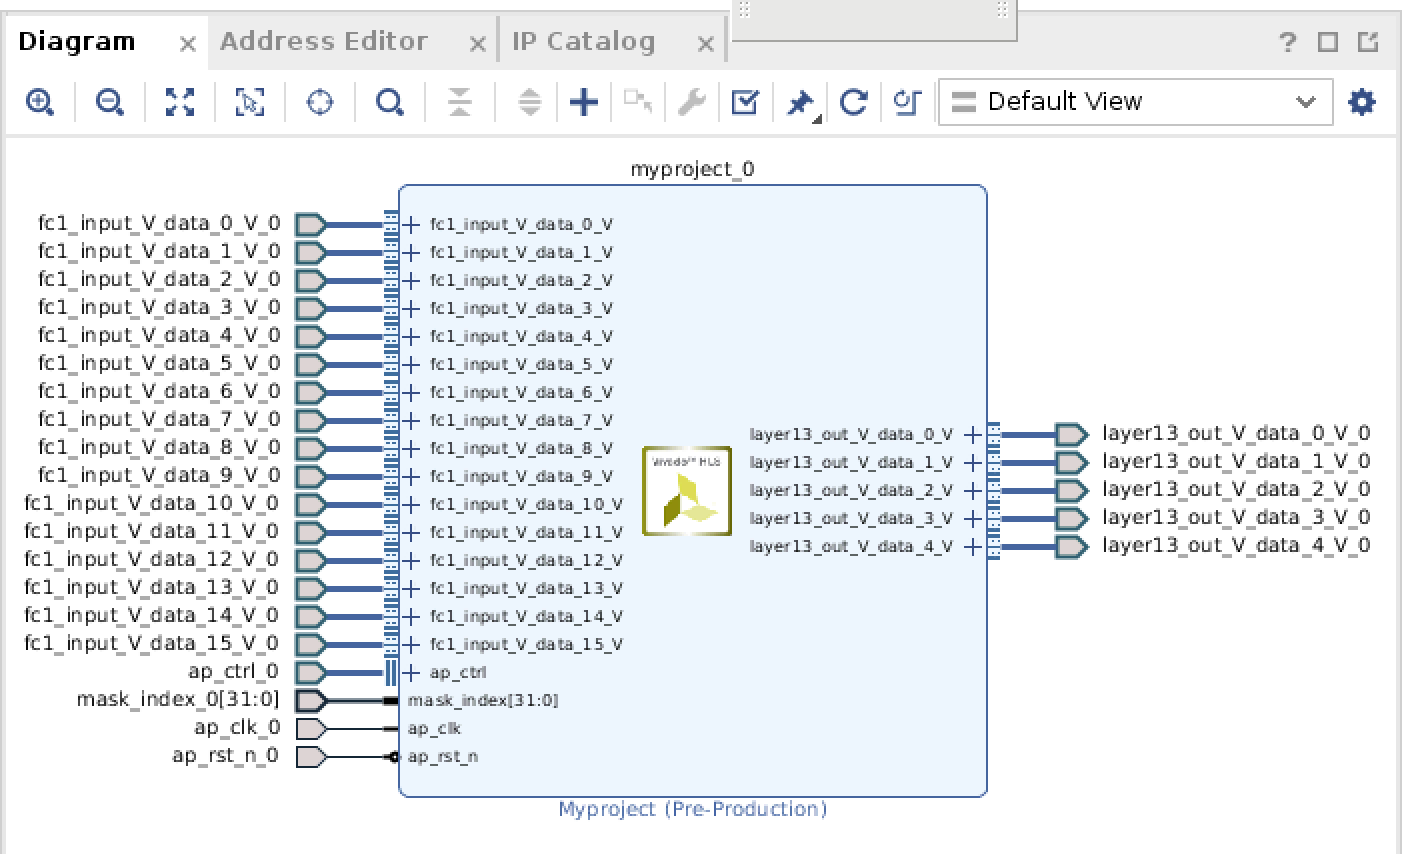 Diagram
Address Editor
IP Catalog
?
Default View
myproject_0
fc1_input_V_data_0_V_0
fc1_input_V_data_1_V_0
fc1_input_V_data_2_V_0
fc1_input_V_data_3_V_0
fc1_input_V_data_4_V_0
fc1_input_V_data_5_V_0
fc1_input_V_data_6_V_0
fc1_input_V_data_7_V_0
fc1_input_V_data_8_V_0
fc1_input_V_data_9_V_0
fc1_input_V_data_10_V_0
fc1_input_V_data_11_V_0
fc1_input_V_data_12_V_0
fc1_input_V_data_13_V_0
fc1_input_V_data_14_V_0
fc1_input_V_data_15_V_0
ap_ctrl_0
mask_index_0[31:0]
ap_clk_0
ap_rst_n_0
fc1_input_V_data_0_V
fc1_input_V_data_1_V
fc1_input_V_data_2_V
fc1_input_V_data_3_V
fc1_input_V_data_4_V
fc1_input_V_data_5_V
fc1_input_V_data_6_V
fc1_input_V_data_7_V
fc1_input_V_data_8_V
fc1_input_V_data_9_V
fc1_input_V_data_10_V
fc1_input_V_data_11_V
fc1_input_V_data_12_V
fc1_input_V_data_13_V
fc1_input_V_data_14_V
fc1_input_V_data_15_V
ap_ctrl
mask_index[31:0]
ap_clk
ap_rst_n
Vivado™ HLS
layer13_out_V_data_0_V
layer13_out_V_data_1_V
layer13_out_V_data_2_V
layer13_out_V_data_3_V
layer13_out_V_data_4_V
layer13_out_V_data_0_V_0
layer13_out_V_data_1_V_0
layer13_out_V_data_2_V_0
layer13_out_V_data_3_V_0
layer13_out_V_data_4_V_0
Myproject (Pre-Production)